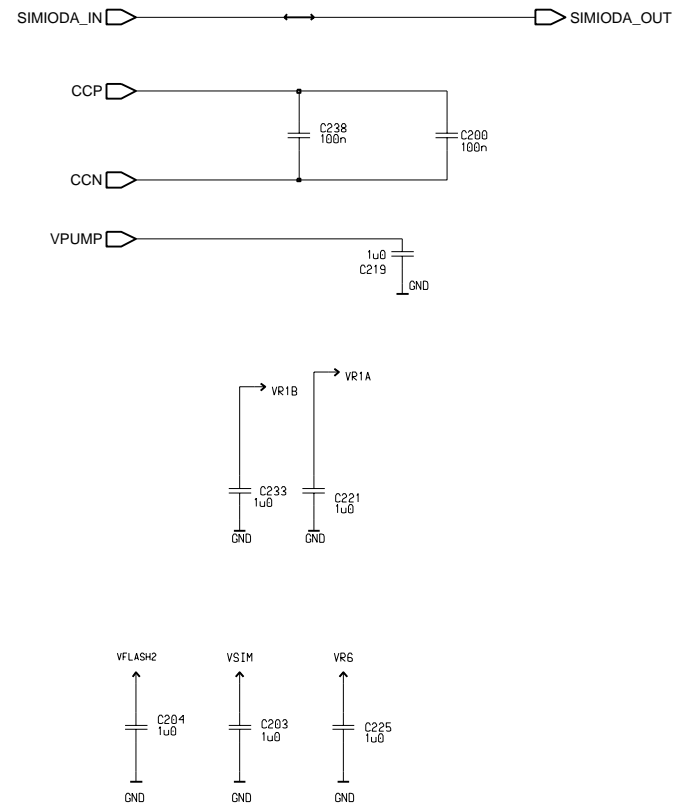 SIMIODA_IN
SIMIODA_OUT
CCP
C238
100n
C200
100n
CCN
VPUMP
1u0
C219
GND
VR1B
VR1A
C233
1u0
C221
1u0
GND
GND
VFLASH2
VSIM
VR6
C204
1u0
C203
1u0
C225
1u0
GND
GND
GND